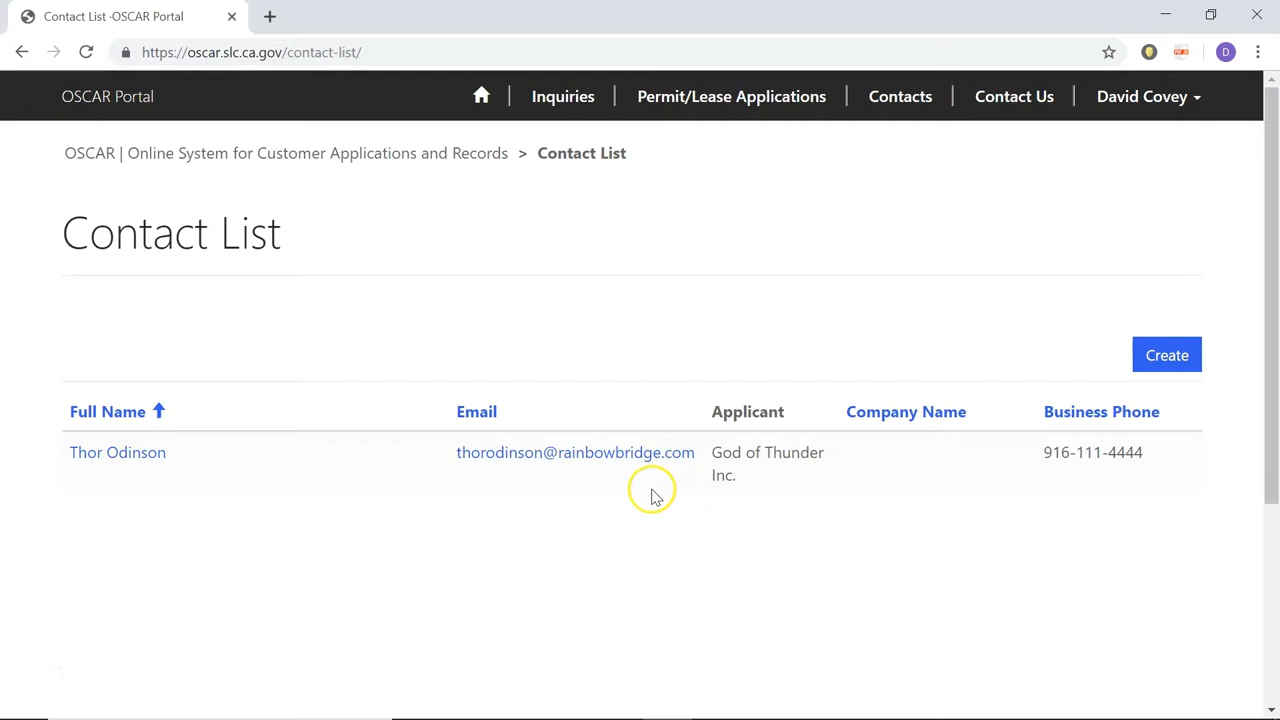 Contact List ·OSCAR Portal
https://oscar.slc.ca.gov/contact-list/
D
OSCAR Portal
Inquiries
Permit/Lease Applications
Contacts
Contact Us
David Covey
OSCAR | Online System for Customer Applications and Records > Contact List
Contact List
Create
Full Name
Email
Applicant
Company Name
Business Phone
Thor Odinson
thorodinson@rainbowbridge.com
God of Thunder
Inc.
916-111-4444